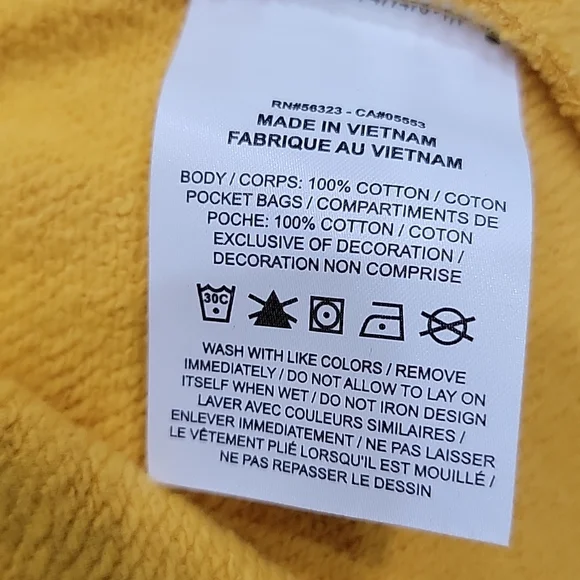 RN#56323 - CA#05553
MADE IN VIETNAM
FABRIQUE AU VIETNAM
BODY / CORPS: 100% COTTON / COTON
POCKET BAGS / COMPARTIMENTS DE
POCHE: 100% COTTON / COTON
EXCLUSIVE OF DECORATION /
DECORATION NON COMPRISE
30C
WASH WITH LIKE COLORS / REMOVE
IMMEDIATELY / DO NOT ALLOW TO LAY ON
ITSELF WHEN WET / DO NOT IRON DESIGN
LAVER AVEC COULEURS SIMILAIRES /
ENLEVER IMMEDIATEMENT / NE PAS LAISSER
LE VÊTEMENT PLIÉ LORSQU'IL EST MOUILLÉ /
NE PAS REPASSER LE DESSIN